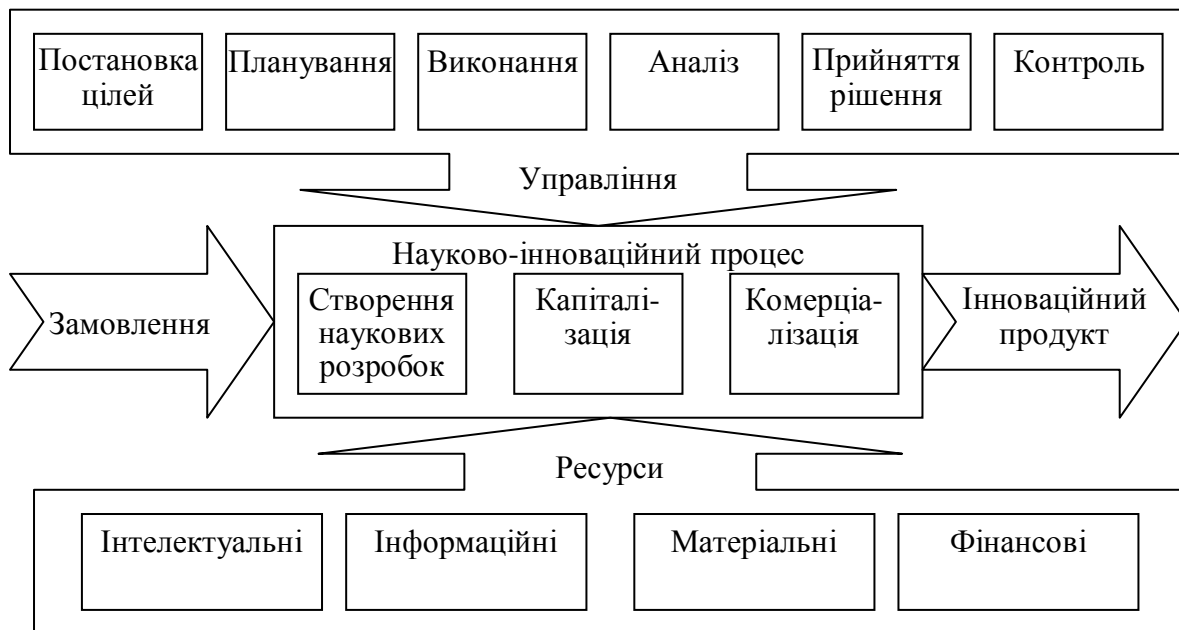 Постановка
цілей
Планування
Виконання
Аналіз
Прийняття
рішення
Контроль
Управління
Замовлення
Науково-інноваційний процес
Створення
наукових
розробок
Капіталі-
зація
Комерціа-
лізація
Інноваційний
продукт
Ресурси
Інтелектуальні
Інформаційні
Матеріальні
Фінансові